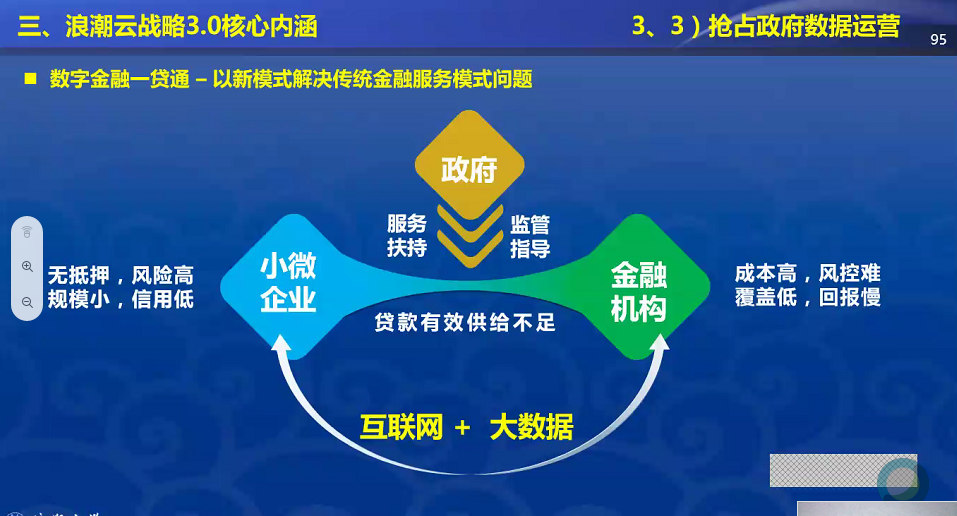 三、浪潮云战略3.0核心内涵
3、3）抢占政府数据运营
95
数字金融一贷通 – 以新模式解决传统金融服务模式问题
政府
服务
扶持
监管
指导
无抵押，风险高
规模小，信用低
小微
企业
金融
机构
成本高，风控难
覆盖低，回报慢
贷款有效供给不足
互联网 + 大数据